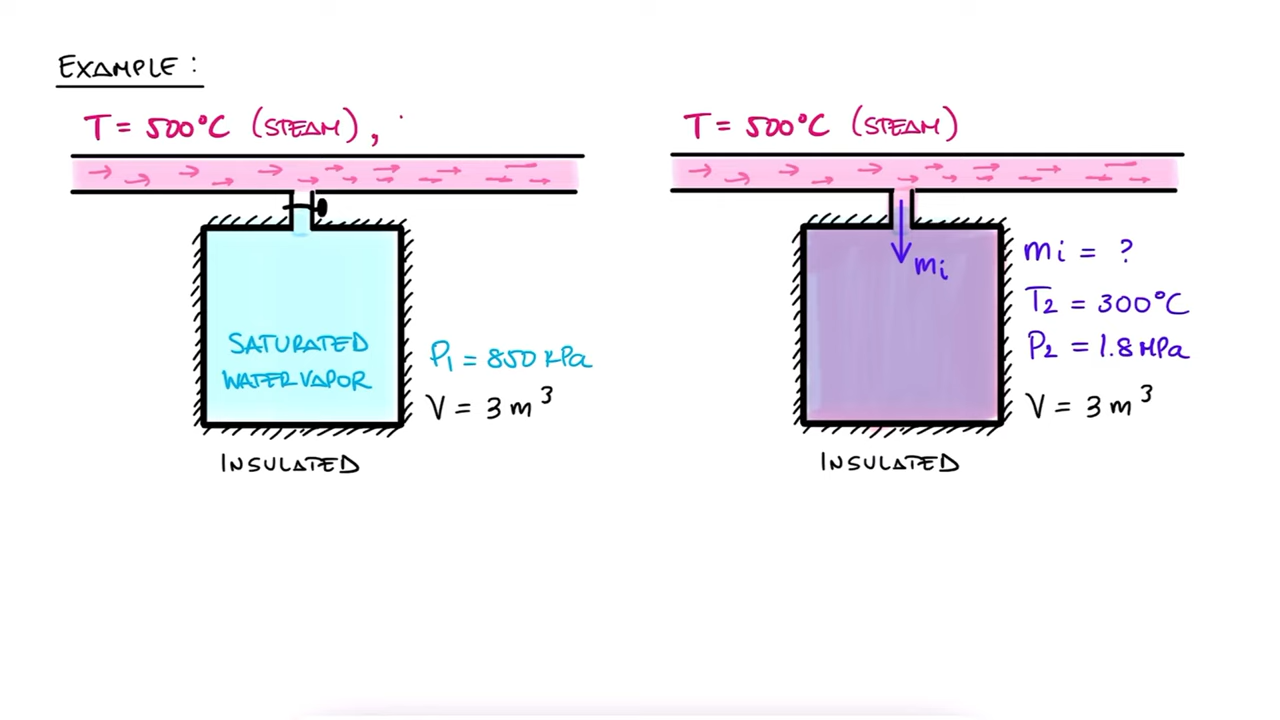 EXAMPLE:
T = 500°C (STEAM),
SATURATED
WATER VAPOR
P1 = 850 kPa
V = 3 m³
INSULATED
T = 500°C (STEAM)
mi
mi = ?
T2 = 300°C
P2 = 1.8 MPa
V = 3 m³
INSULATED